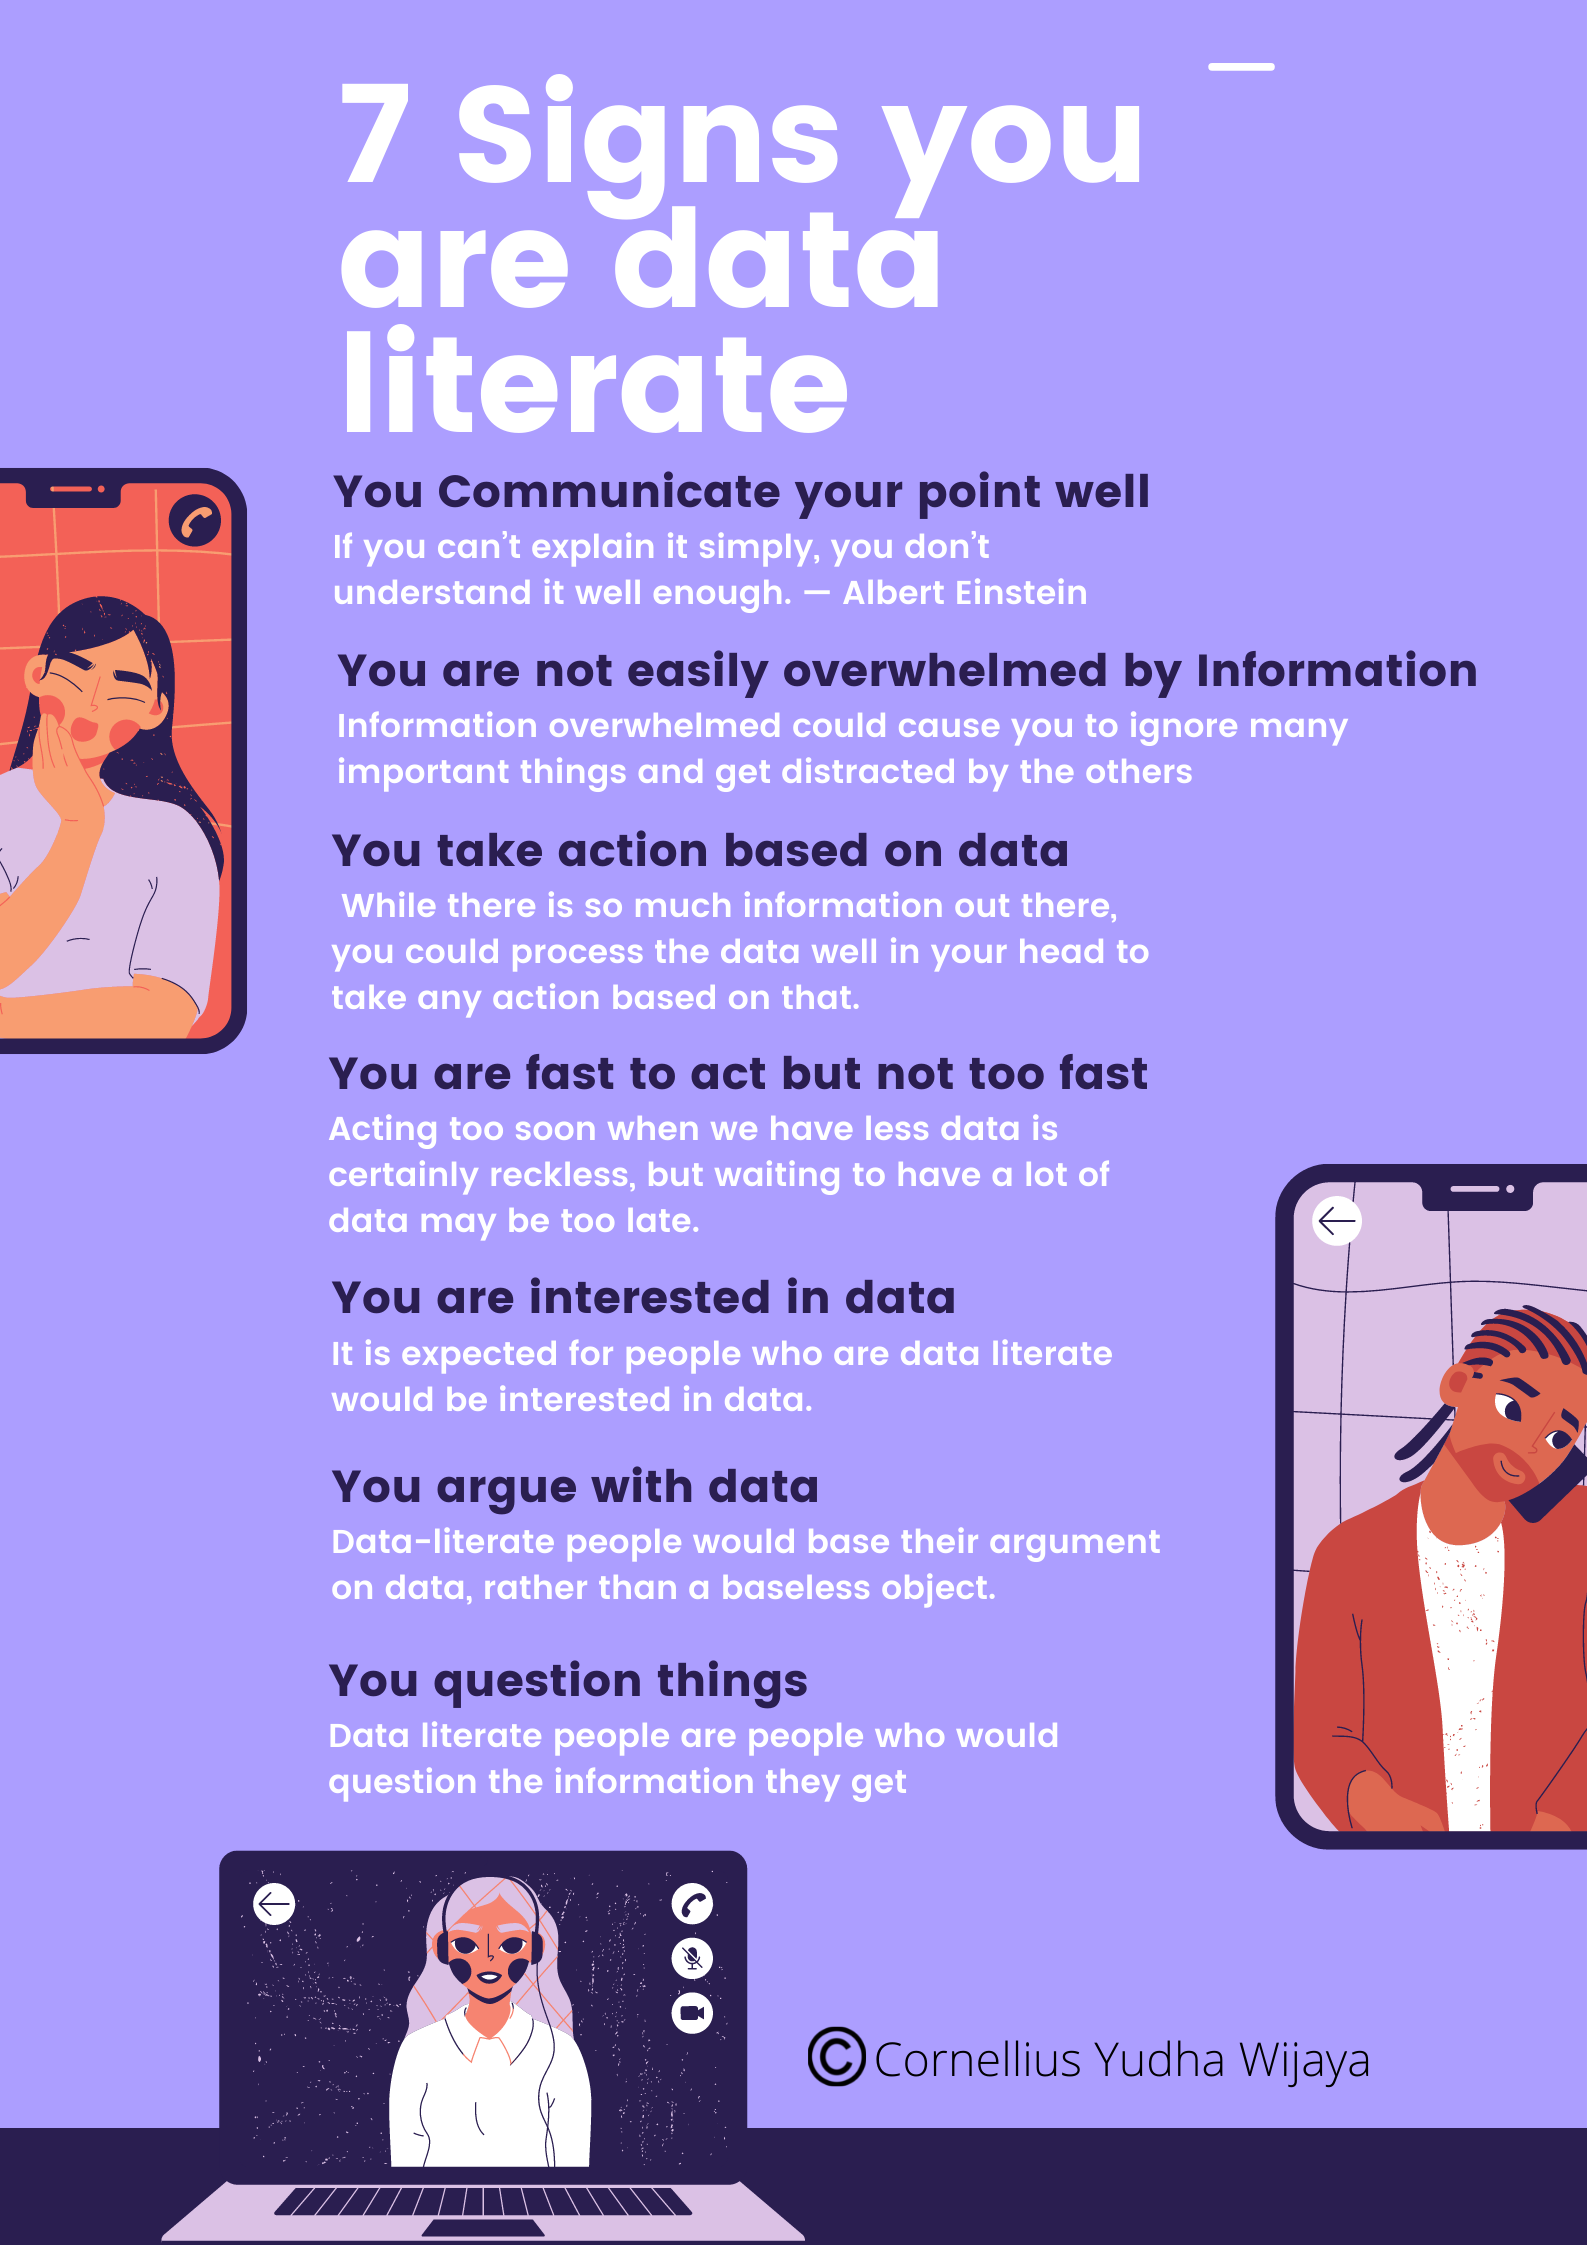 7 Signs you
are data
literate
You Communicate your point well
If you can't explain it simply, you don't
understand it well enough. — Albert Einstein
You are not easily overwhelmed by Information
Information overwhelmed could cause you to ignore many
important things and get distracted by the others
You take action based on data
While there is so much information out there,
you could process the data well in your head to
take any action based on that.
You are fast to act but not too fast
Acting too soon when we have less data is
certainly reckless, but waiting to have a lot of
data may be too late.
You are interested in data
It is expected for people who are data literate
would be interested in data.
You argue with data
Data-literate people would base their argument
on data, rather than a baseless object.
You question things
Data literate people are people who would
question the information they get
© Cornellius Yudha Wijaya